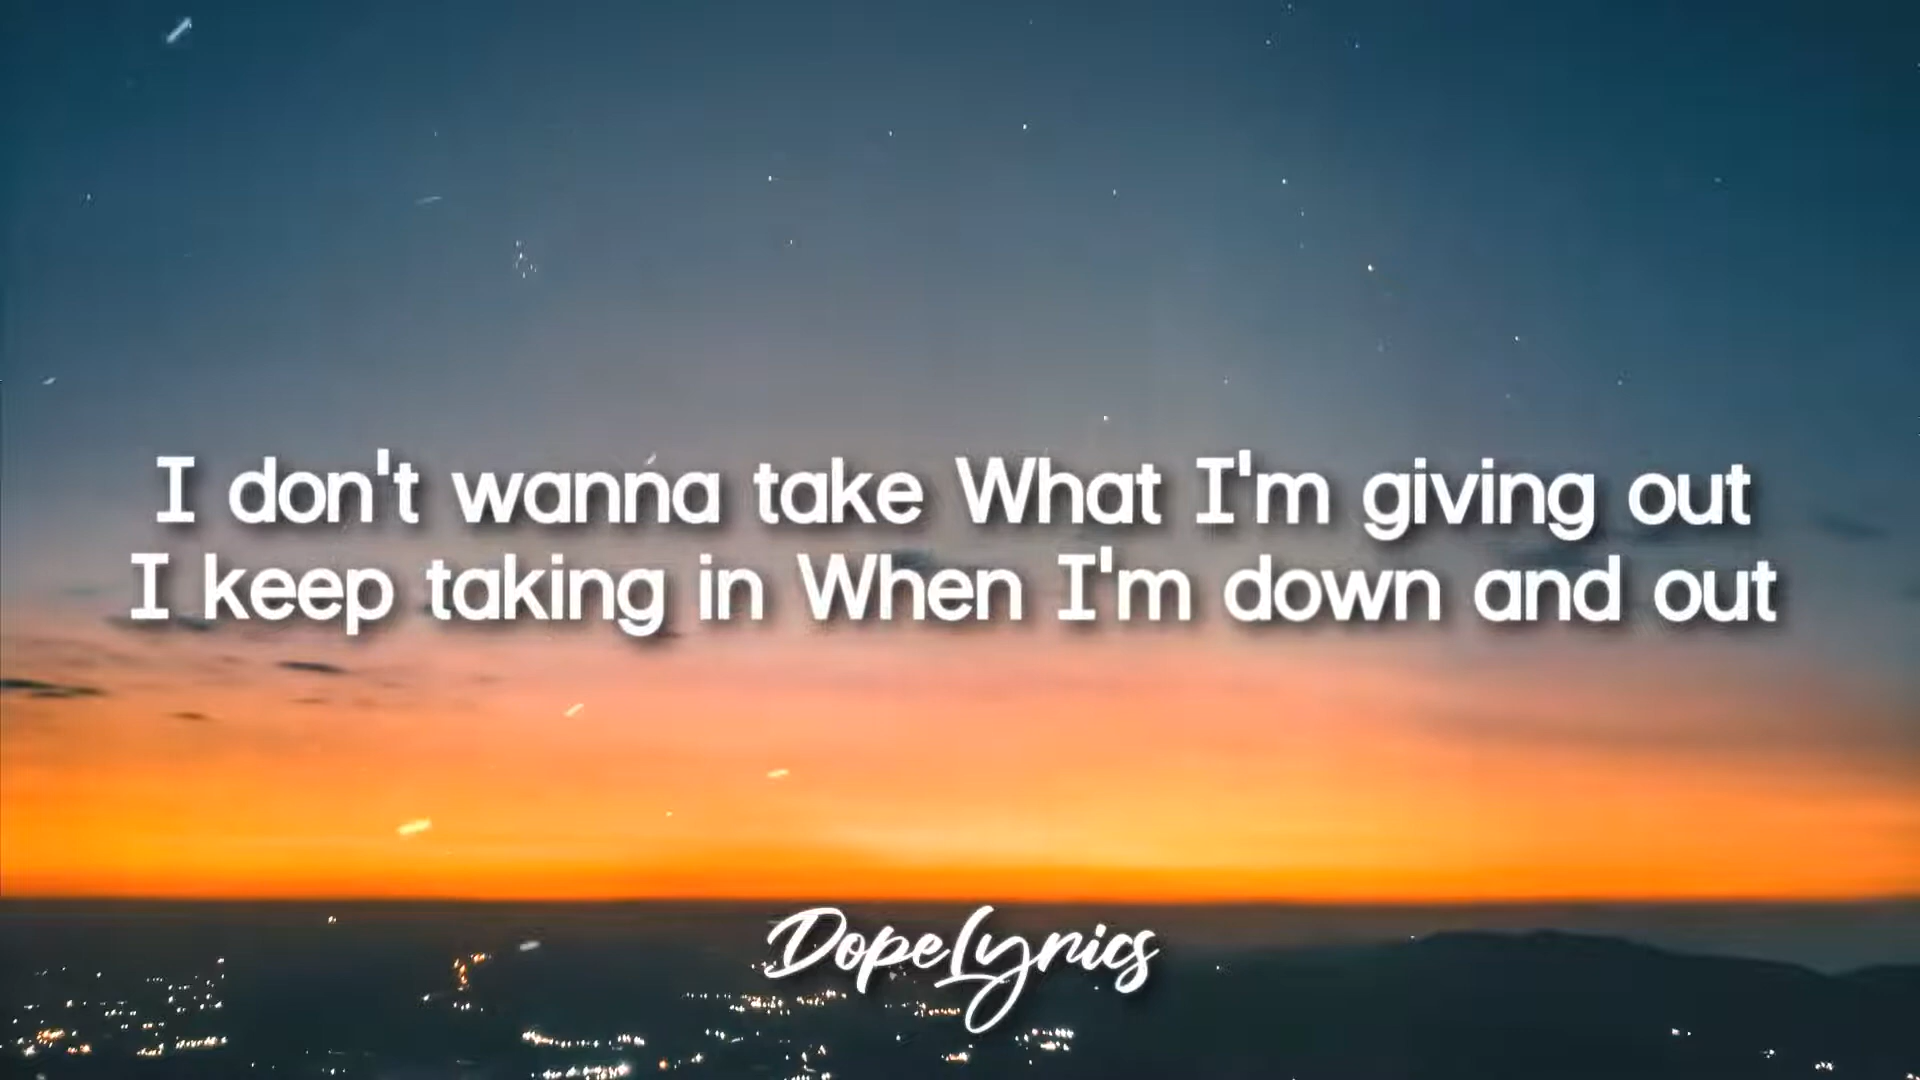 I don't wanna take What I'm giving out
I keep taking in When I'm down and out
DopeLyrics